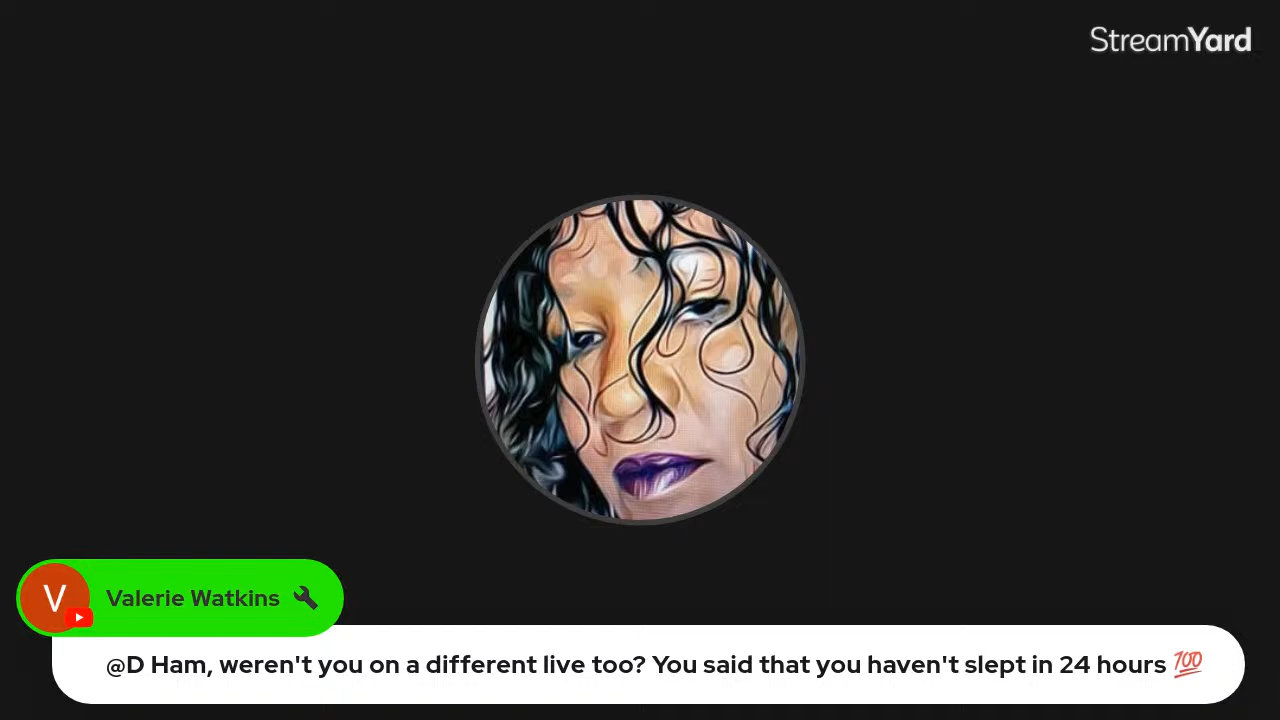 StreamYard
V
Valerie Watkins
@D Ham, weren't you on a different live too? You said that you haven't slept in 24 hours 💯